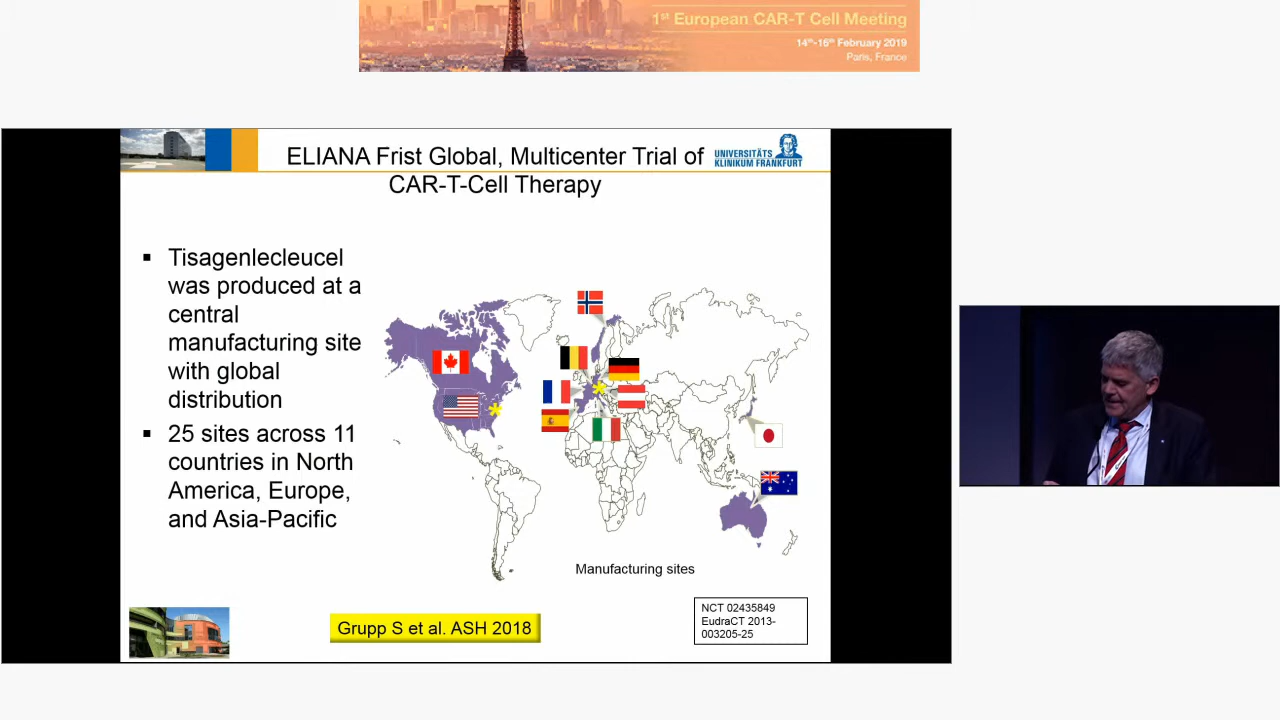 1st European CAR-T Cell Meeting
14th-16th February 2019
Paris, France
ELIANA Frist Global, Multicenter Trial of
CAR-T-Cell Therapy
UNIVERSITÄTS
KLINIKUM FRANKFURT
▪ Tisagenlecleucel
was produced at a
central
manufacturing site
with global
distribution
▪ 25 sites across 11
countries in North
America, Europe,
and Asia-Pacific
Manufacturing sites
Grupp S et al. ASH 2018
NCT 02435849
EudraCT 2013-
003205-25